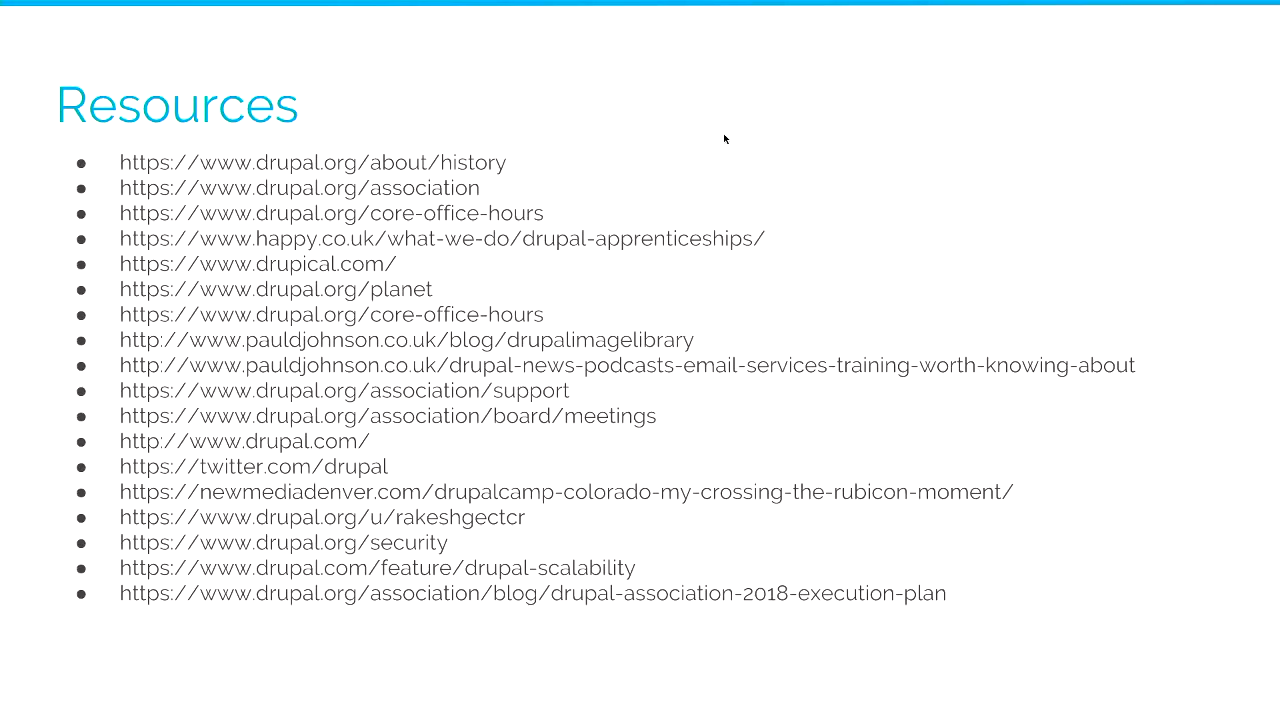 Resources
● https://www.drupal.org/about/history
● https://www.drupal.org/association
● https://www.drupal.org/core-office-hours
● https://www.happy.co.uk/what-we-do/drupal-apprenticeships/
● https://www.drupical.com/
● https://www.drupal.org/planet
● https://www.drupal.org/core-office-hours
● http://www.pauldjohnson.co.uk/blog/drupalimagelibrary
● http://www.pauldjohnson.co.uk/drupal-news-podcasts-email-services-training-worth-knowing-about
● https://www.drupal.org/association/support
● https://www.drupal.org/association/board/meetings
● http://www.drupal.com/
● https://twitter.com/drupal
● https://newmediadenver.com/drupalcamp-colorado-my-crossing-the-rubicon-moment/
● https://www.drupal.org/u/rakeshgectcr
● https://www.drupal.org/security
● https://www.drupal.com/feature/drupal-scalability
● https://www.drupal.org/association/blog/drupal-association-2018-execution-plan